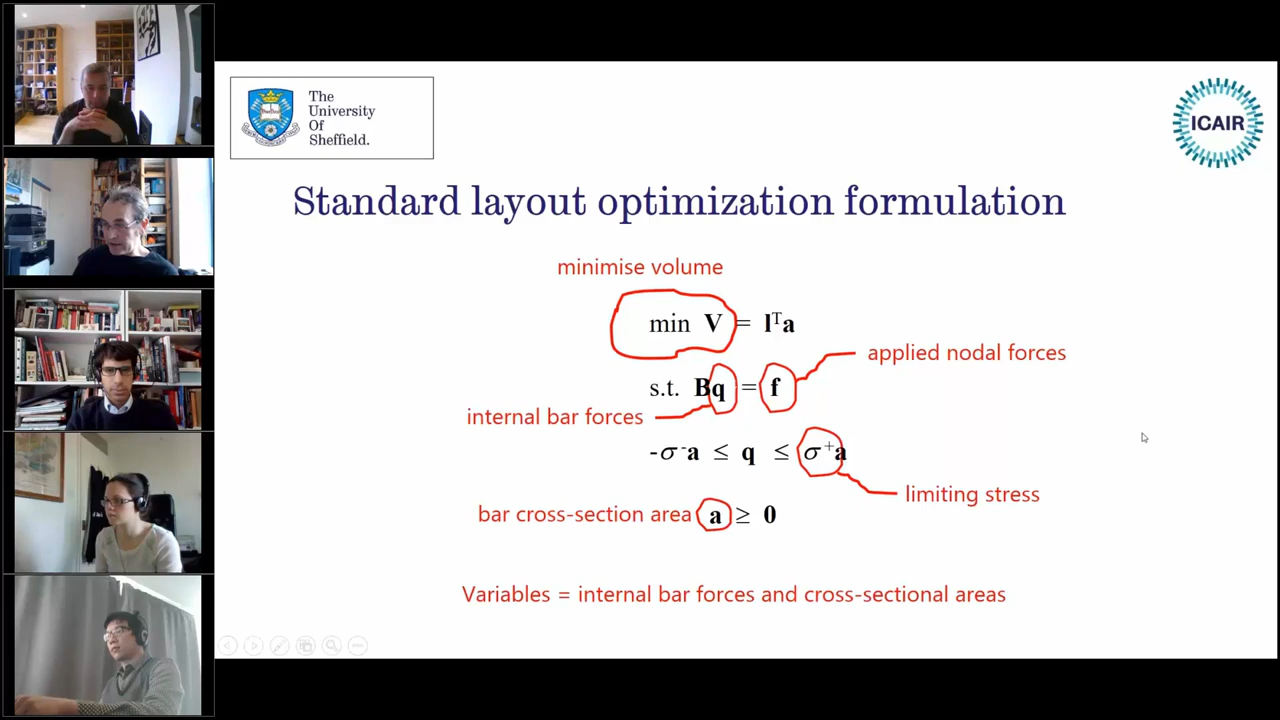 The
University
Of
Sheffield.
ICAIR
Standard layout optimization formulation
minimise volume
min V = lᵀa
applied nodal forces
s.t. Bq = f
internal bar forces
-σ⁻a ≤ q ≤ σ⁺a
limiting stress
bar cross-section area a ≥ 0
Variables = internal bar forces and cross-sectional areas